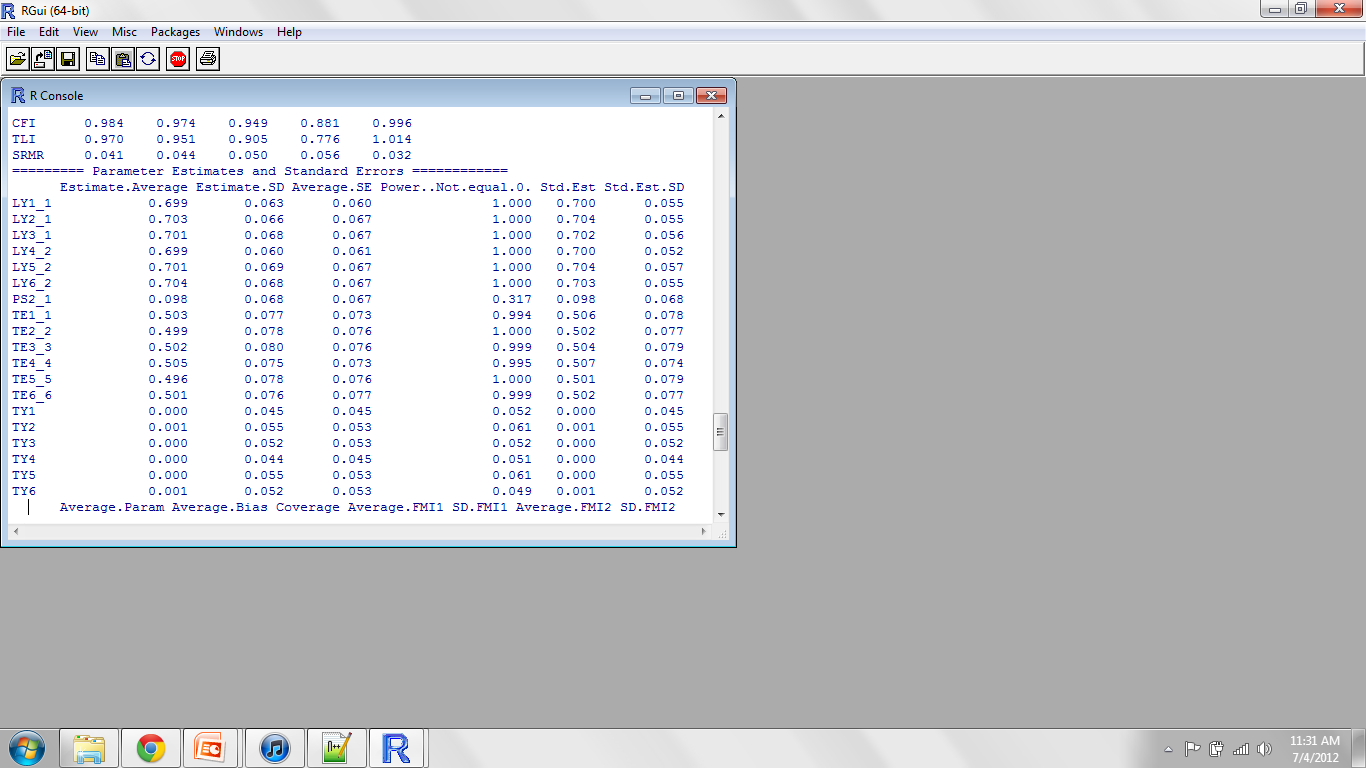 RGui (64-bit)
File Edit View Misc Packages Windows Help
STOP
R Console
CFI 0.984 0.974 0.949 0.881 0.996
TLI 0.970 0.951 0.905 0.776 1.014
SRMR 0.041 0.044 0.050 0.056 0.032
========= Parameter Estimates and Standard Errors ============
Estimate.Average Estimate.SD Average.SE Power..Not.equal.0. Std.Est Std.Est.SD
LY1_1 0.699 0.063 0.060 1.000 0.700 0.055
LY2_1 0.703 0.066 0.067 1.000 0.704 0.055
LY3_1 0.701 0.068 0.067 1.000 0.702 0.056
LY4_2 0.699 0.060 0.061 1.000 0.700 0.052
LY5_2 0.701 0.069 0.067 1.000 0.704 0.057
LY6_2 0.704 0.068 0.067 1.000 0.703 0.055
PS2_1 0.098 0.068 0.067 0.317 0.098 0.068
TE1_1 0.503 0.077 0.073 0.994 0.506 0.078
TE2_2 0.499 0.078 0.076 1.000 0.502 0.077
TE3_3 0.502 0.080 0.076 0.999 0.504 0.079
TE4_4 0.505 0.075 0.073 0.995 0.507 0.074
TE5_5 0.496 0.078 0.076 1.000 0.501 0.079
TE6_6 0.501 0.076 0.077 0.999 0.502 0.077
TY1 0.000 0.045 0.045 0.052 0.000 0.045
TY2 0.001 0.055 0.053 0.061 0.001 0.055
TY3 0.000 0.052 0.053 0.052 0.000 0.052
TY4 0.000 0.044 0.045 0.051 0.000 0.044
TY5 0.000 0.055 0.053 0.061 0.000 0.055
TY6 0.001 0.052 0.053 0.049 0.001 0.052
Average.Param Average.Bias Coverage Average.FMI1 SD.FMI1 Average.FMI2 SD.FMI2
11:31 AM
7/4/2012